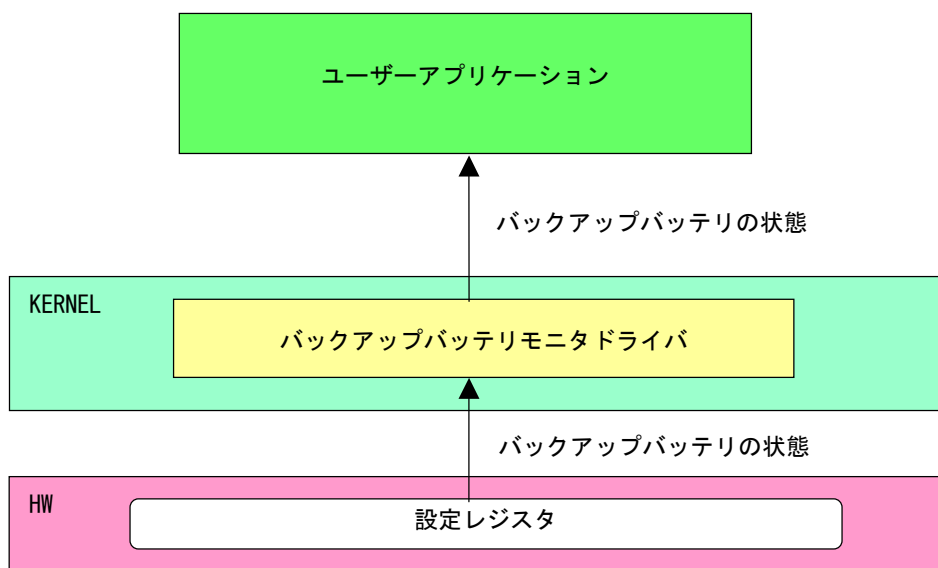 ユーザーアプリケーション
バックアップバッテリの状態
KERNEL
バックアップバッテリモニタドライバ
バックアップバッテリの状態
HW
設定レジスタ